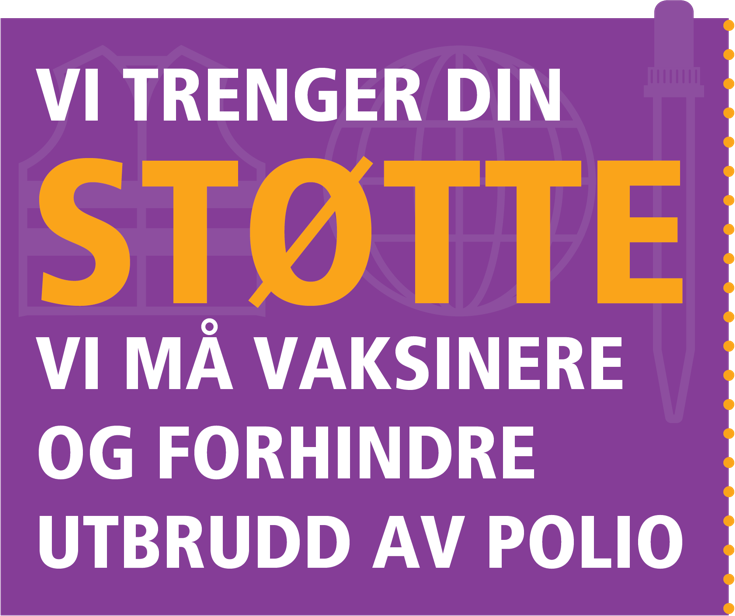 VI TRENGER DIN
STØTTE
VI MÅ VAKSINERE
OG FORHINDRE
UTBRUDD AV POLIO